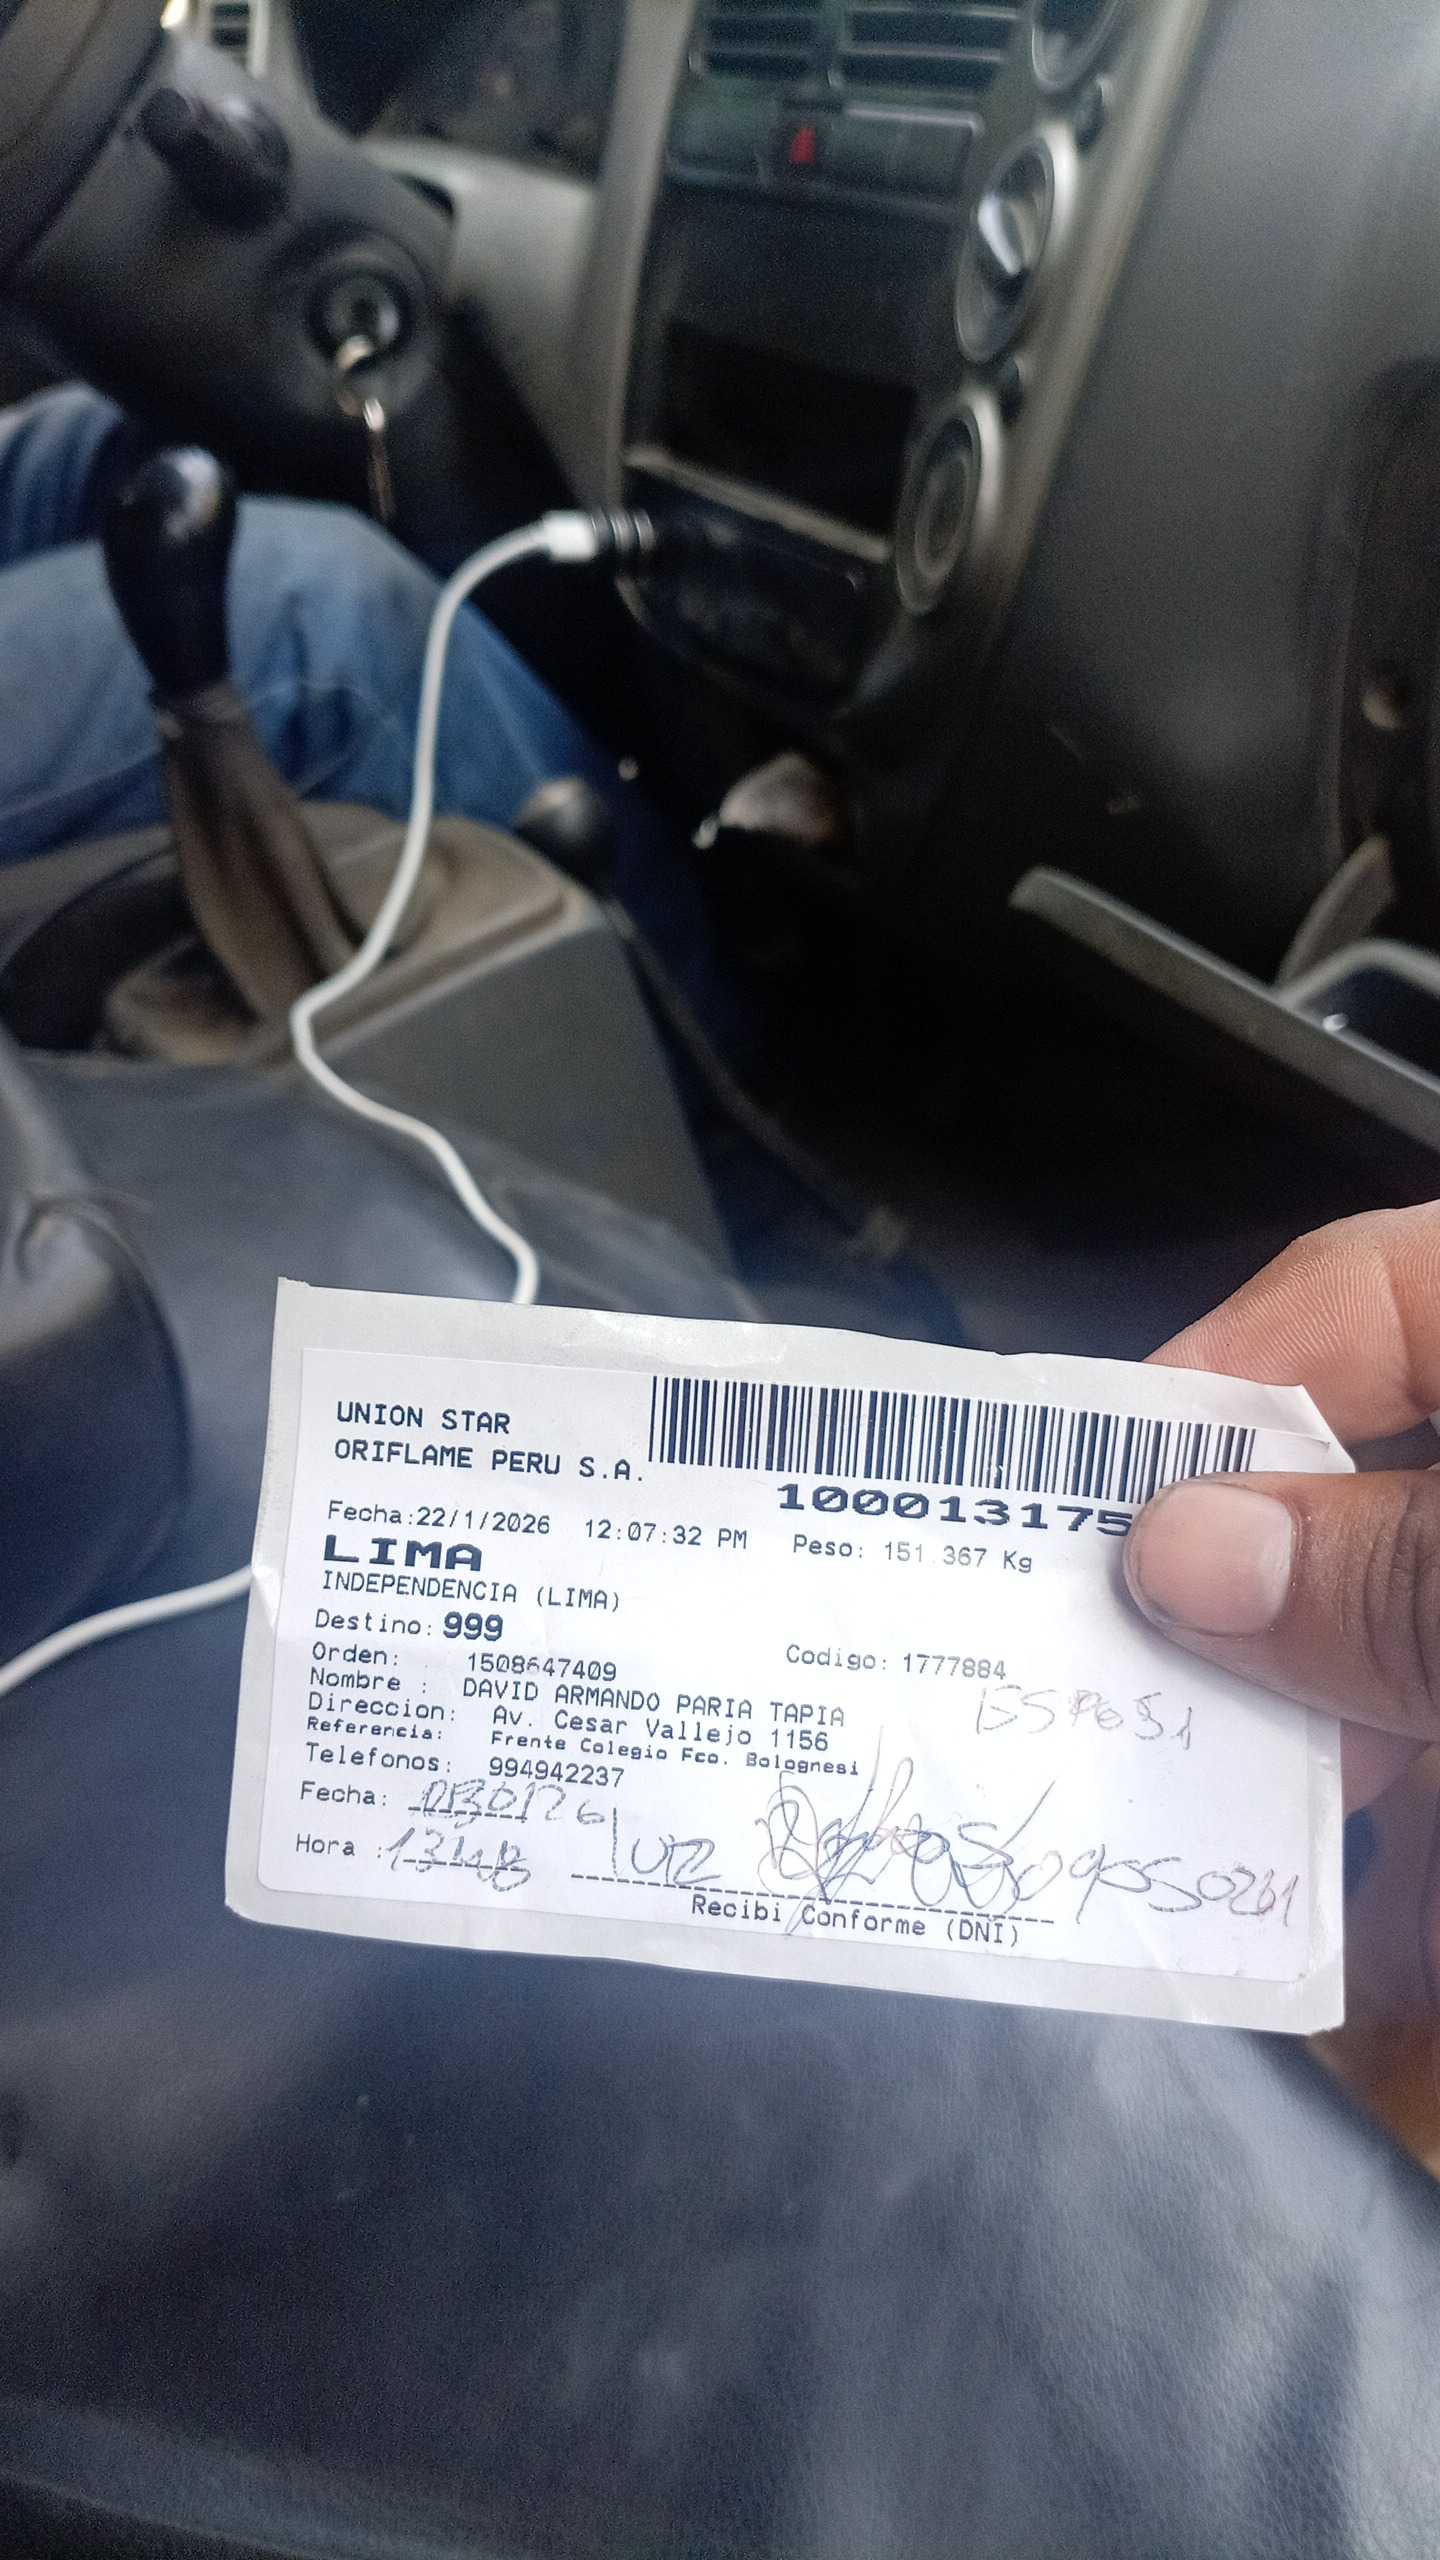 UNION STAR
ORIFLAME PERU S.A.
100013175
Fecha:22/1/2026 12:07:32 PM Peso: 151.367 Kg
LIMA
INDEPENDENCIA (LIMA)
Destino: 999
Orden: 1508647409 Codigo: 1777884
Nombre : DAVID ARMANDO PARIA TAPIA
Direccion: Av. Cesar Vallejo 1156
Referencia: Frente Colegio Fco. Bolognesi
Telefonos: 994942237
Fecha:
Hora :
Luz
Recibi Conforme (DNI)